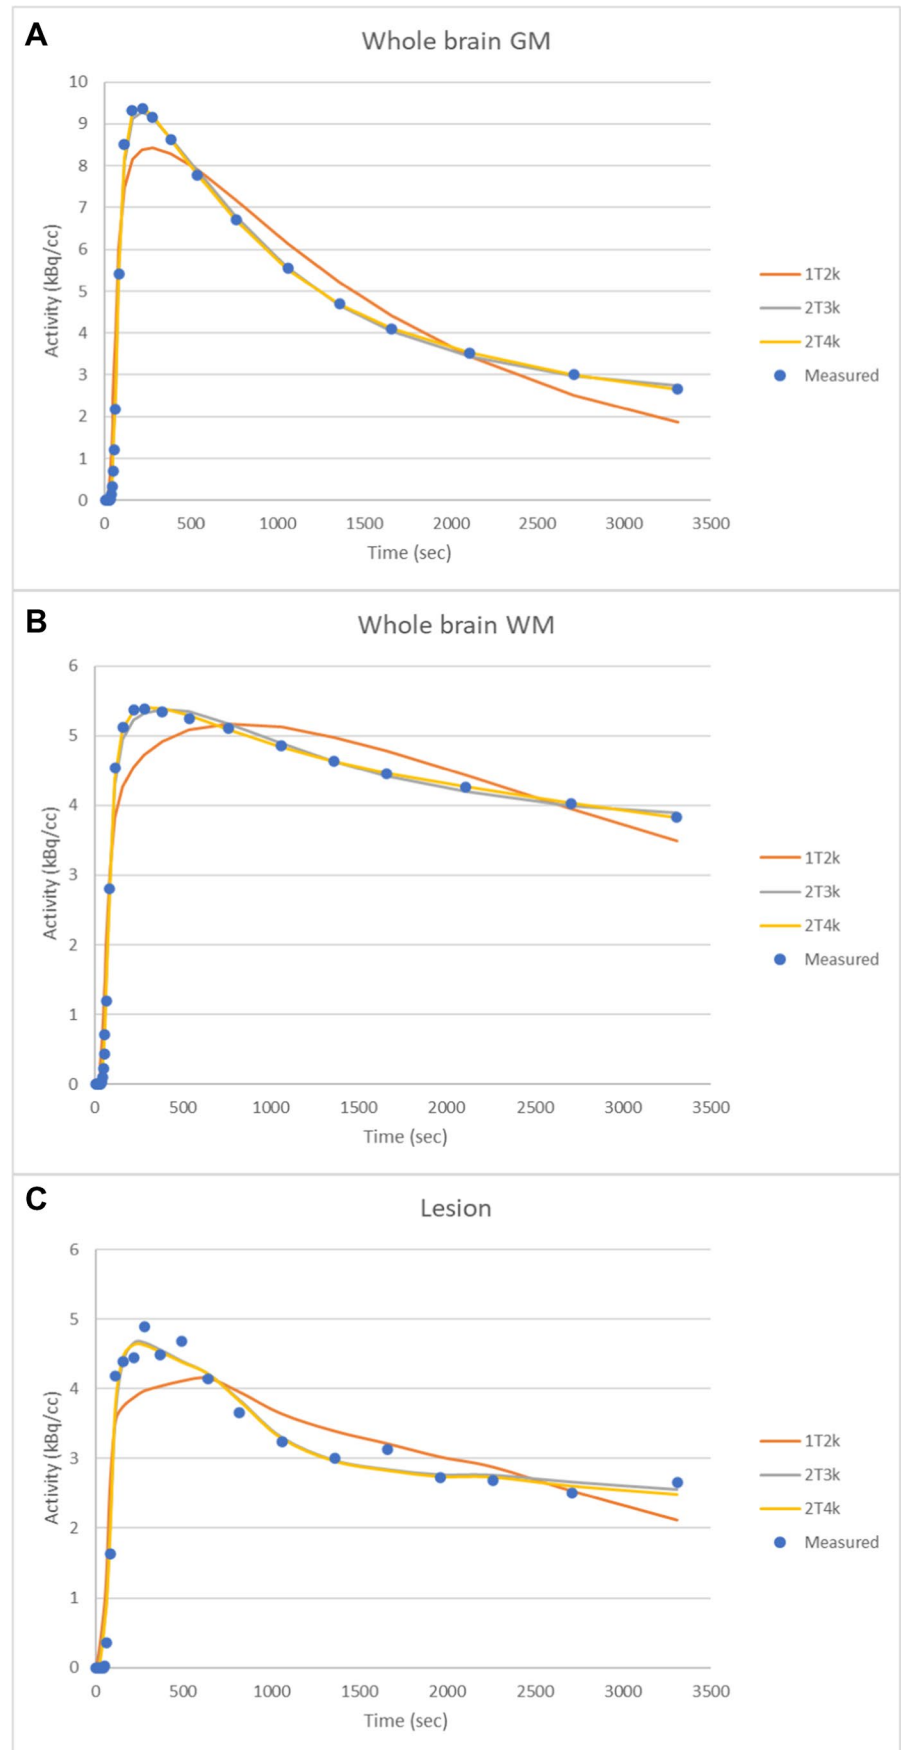 A
Whole brain GM
10
9
8
7
6
5
4
3
2
1
0
Activity (kBq/cc)
0 500 1000 1500 2000 2500 3000 3500
Time (sec)
1T2k
2T3k
2T4k
Measured
B
Whole brain WM
6
5
4
3
2
1
0
Activity (kBq/cc)
0 500 1000 1500 2000 2500 3000 3500
Time (sec)
1T2k
2T3k
2T4k
Measured
C
Lesion
6
5
4
3
2
1
0
Activity (kBq/cc)
0 500 1000 1500 2000 2500 3000 3500
Time (sec)
1T2k
2T3k
2T4k
Measured